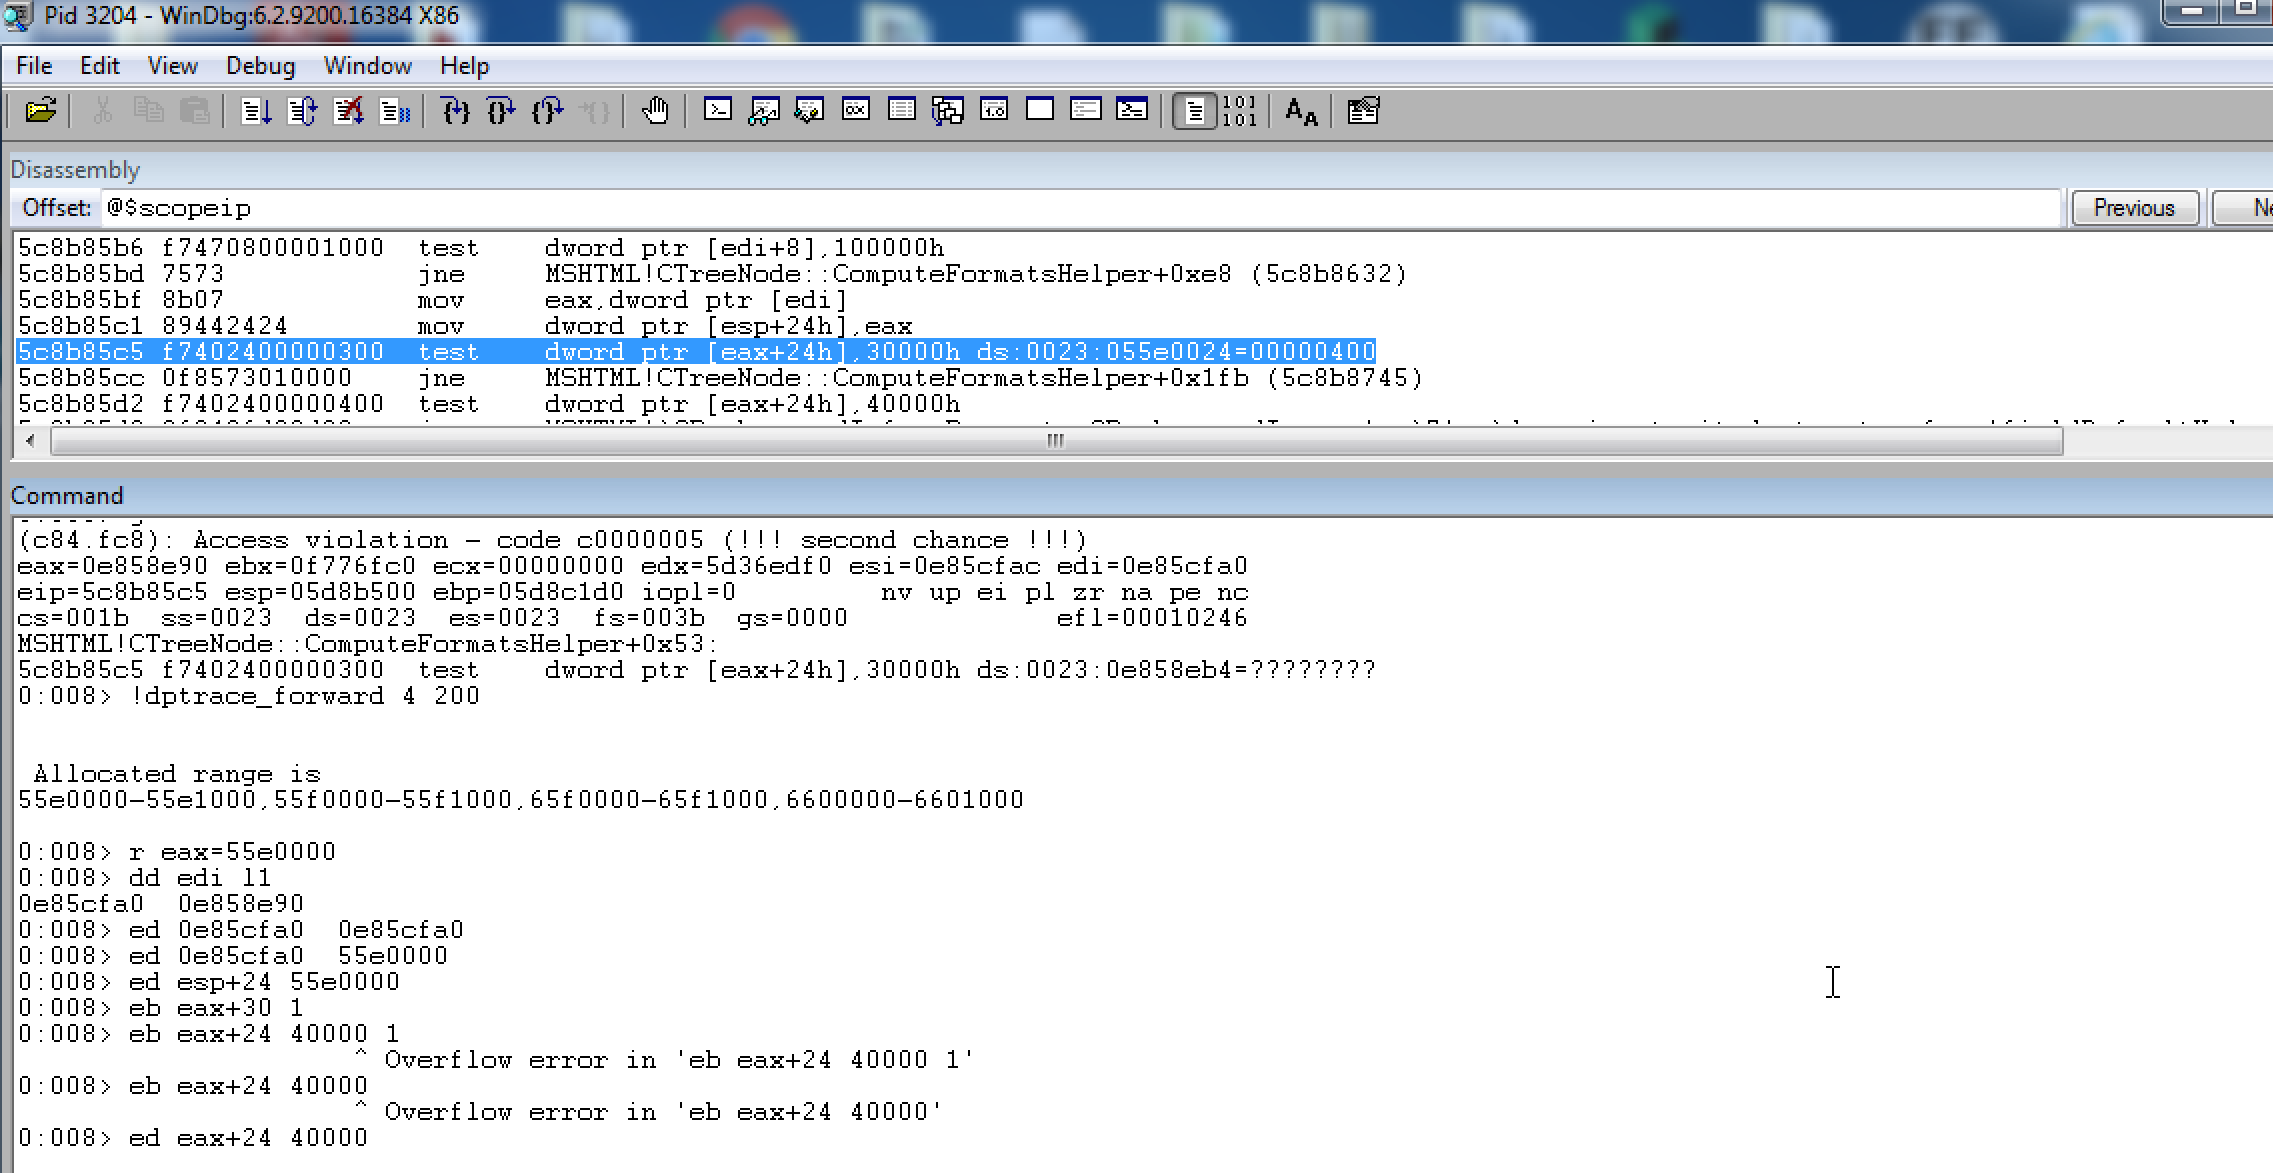 Pid 3204 - WinDbg:6.2.9200.16384 X86
File Edit View Debug Window Help
Disassembly
Offset: @$scopeip Previous
5c8b85b6 f7470800001000 test dword ptr [edi+8],100000h
5c8b85bd 7573 jne MSHTML!CTreeNode::ComputeFormatsHelper+0xe8 (5c8b8632)
5c8b85bf 8b07 mov eax,dword ptr [edi]
5c8b85c1 89442424 mov dword ptr [esp+24h],eax
5c8b85c5 f7402400000300 test dword ptr [eax+24h],30000h ds:0023:055e0024=00000400
5c8b85cc 0f8573010000 jne MSHTML!CTreeNode::ComputeFormatsHelper+0x1fb (5c8b8745)
5c8b85d2 f7402400000400 test dword ptr [eax+24h],40000h
Command
(c84.fc8): Access violation - code c0000005 (!!! second chance !!!)
eax=0e858e90 ebx=0f776fc0 ecx=00000000 edx=5d36edf0 esi=0e85cfac edi=0e85cfa0
eip=5c8b85c5 esp=05d8b500 ebp=05d8c1d0 iopl=0 nv up ei pl zr na pe nc
cs=001b ss=0023 ds=0023 es=0023 fs=003b gs=0000 efl=00010246
MSHTML!CTreeNode::ComputeFormatsHelper+0x53:
5c8b85c5 f7402400000300 test dword ptr [eax+24h],30000h ds:0023:0e858eb4=????????
0:008> !dptrace_forward 4 200
Allocated range is
55e0000-55e1000,55f0000-55f1000,65f0000-65f1000,6600000-6601000
0:008> r eax=55e0000
0:008> dd edi l1
0e85cfa0 0e858e90
0:008> ed 0e85cfa0 0e85cfa0
0:008> ed 0e85cfa0 55e0000
0:008> ed esp+24 55e0000
0:008> eb eax+30 1
0:008> eb eax+24 40000 1
^ Overflow error in 'eb eax+24 40000 1'
0:008> eb eax+24 40000
^ Overflow error in 'eb eax+24 40000'
0:008> ed eax+24 40000